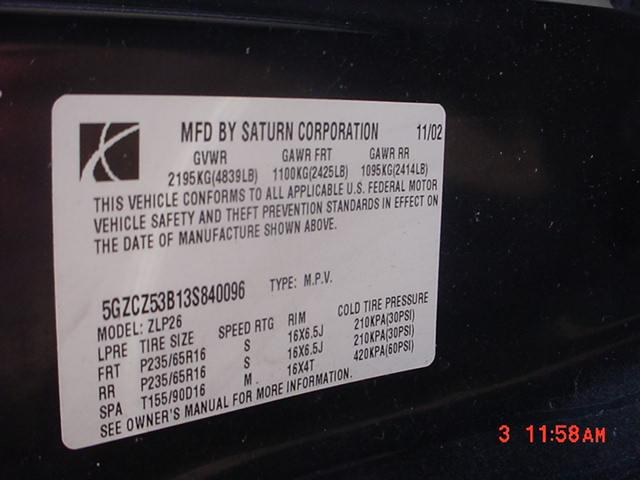 MFD BY SATURN CORPORATION 11/02
GVWR GAWR FRT GAWR RR
2195KG(4839LB) 1100KG(2425LB) 1095KG(2414LB)
THIS VEHICLE CONFORMS TO ALL APPLICABLE U.S. FEDERAL MOTOR
VEHICLE SAFETY AND THEFT PREVENTION STANDARDS IN EFFECT ON
THE DATE OF MANUFACTURE SHOWN ABOVE.
5GZCZ53B13S840096 TYPE: M.P.V.
MODEL: ZLP26
LPRE TIRE SIZE SPEED RTG RIM COLD TIRE PRESSURE
FRT P235/65R16 S 16X6.5J 210KPA(30PSI)
RR P235/65R16 S 16X6.5J 210KPA(30PSI)
SPA T155/90D16 M 16X4T 420KPA(60PSI)
SEE OWNER'S MANUAL FOR MORE INFORMATION.
3 11:58AM